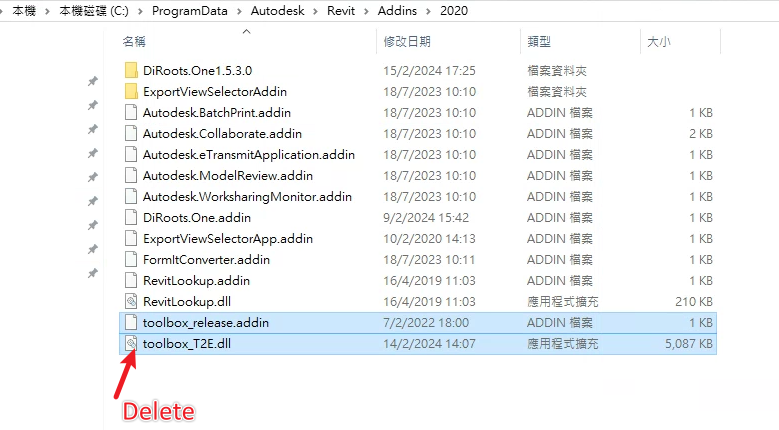 本機 > 本機磁碟 (C:) > ProgramData > Autodesk > Revit > Addins > 2020
名稱 修改日期 類型 大小
DiRoots.One1.5.3.0 15/2/2024 17:25 檔案資料夾
ExportViewSelectorAddin 18/7/2023 10:10 檔案資料夾
Autodesk.BatchPrint.addin 18/7/2023 10:10 ADDIN 檔案 1 KB
Autodesk.Collaborate.addin 18/7/2023 10:10 ADDIN 檔案 2 KB
Autodesk.eTransmitApplication.addin 18/7/2023 10:10 ADDIN 檔案 1 KB
Autodesk.ModelReview.addin 18/7/2023 10:10 ADDIN 檔案 1 KB
Autodesk.WorksharingMonitor.addin 18/7/2023 10:10 ADDIN 檔案 1 KB
DiRoots.One.addin 9/2/2024 15:42 ADDIN 檔案 1 KB
ExportViewSelectorApp.addin 10/2/2020 14:13 ADDIN 檔案 1 KB
FormItConverter.addin 18/7/2023 10:11 ADDIN 檔案 1 KB
RevitLookup.addin 16/4/2019 11:03 ADDIN 檔案 1 KB
RevitLookup.dll 16/4/2019 11:03 應用程式擴充 210 KB
toolbox_release.addin 7/2/2022 18:00 ADDIN 檔案 1 KB
toolbox_T2E.dll 14/2/2024 14:07 應用程式擴充 5,087 KB
Delete